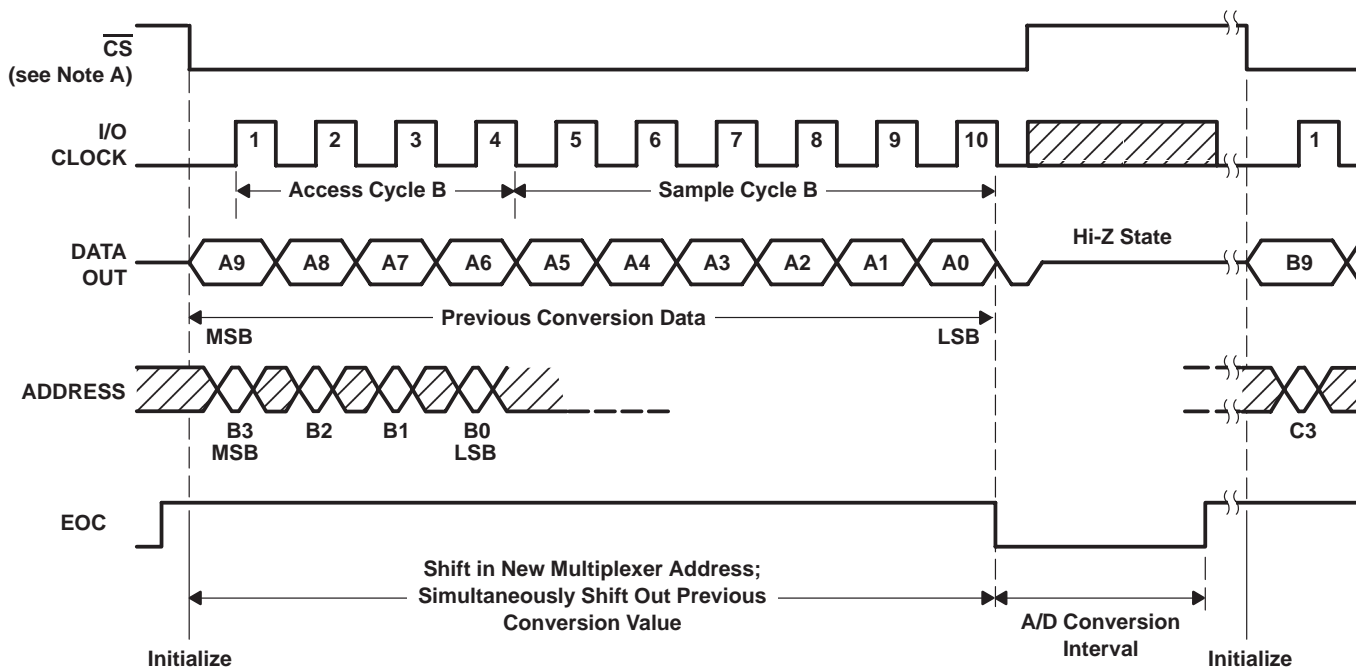 CS
(see Note A)
I/O
CLOCK
1 2 3 4 5 6 7 8 9 10 1
Access Cycle B
Sample Cycle B
DATA
OUT
A9 A8 A7 A6 A5 A4 A3 A2 A1 A0 B9
Hi-Z State
Previous Conversion Data
MSB
LSB
ADDRESS
B3 B2 B1 B0 C3
MSB LSB
EOC
Shift in New Multiplexer Address;
Simultaneously Shift Out Previous
Conversion Value
A/D Conversion
Interval
Initialize
Initialize